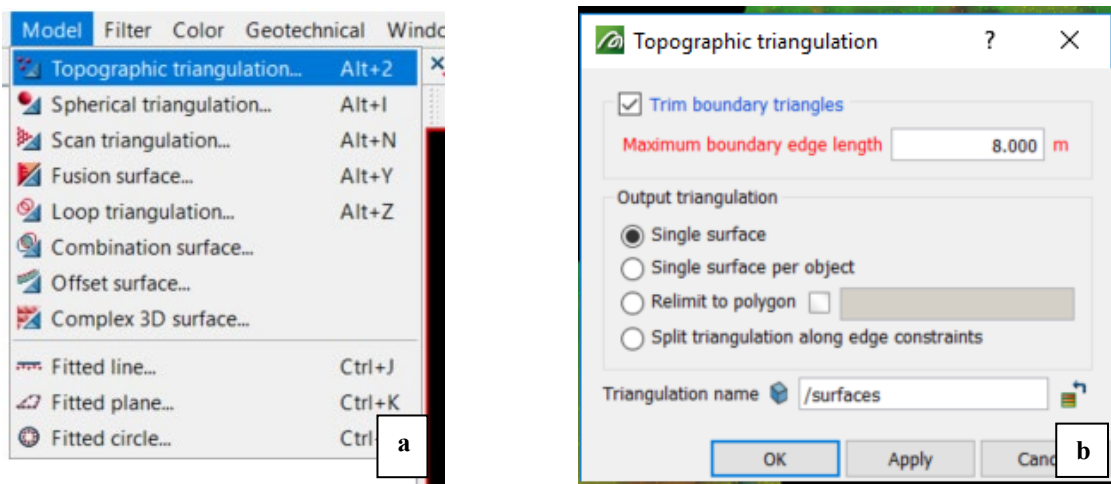 Model Filter Color Geotechnical
Topographic triangulation... Alt+2
Spherical triangulation... Alt+I
Scan triangulation... Alt+N
Fusion surface... Alt+Y
Loop triangulation... Alt+Z
Combination surface...
Offset surface...
Complex 3D surface...
Fitted line... Ctrl+J
Fitted plane... Ctrl+K
Fitted circle...
a
Topographic triangulation ? X
Trim boundary triangles
Maximum boundary edge length 8.000 m
Output triangulation
Single surface
Single surface per object
Relimit to polygon
Split triangulation along edge constraints
Triangulation name /surfaces
OK Apply
b